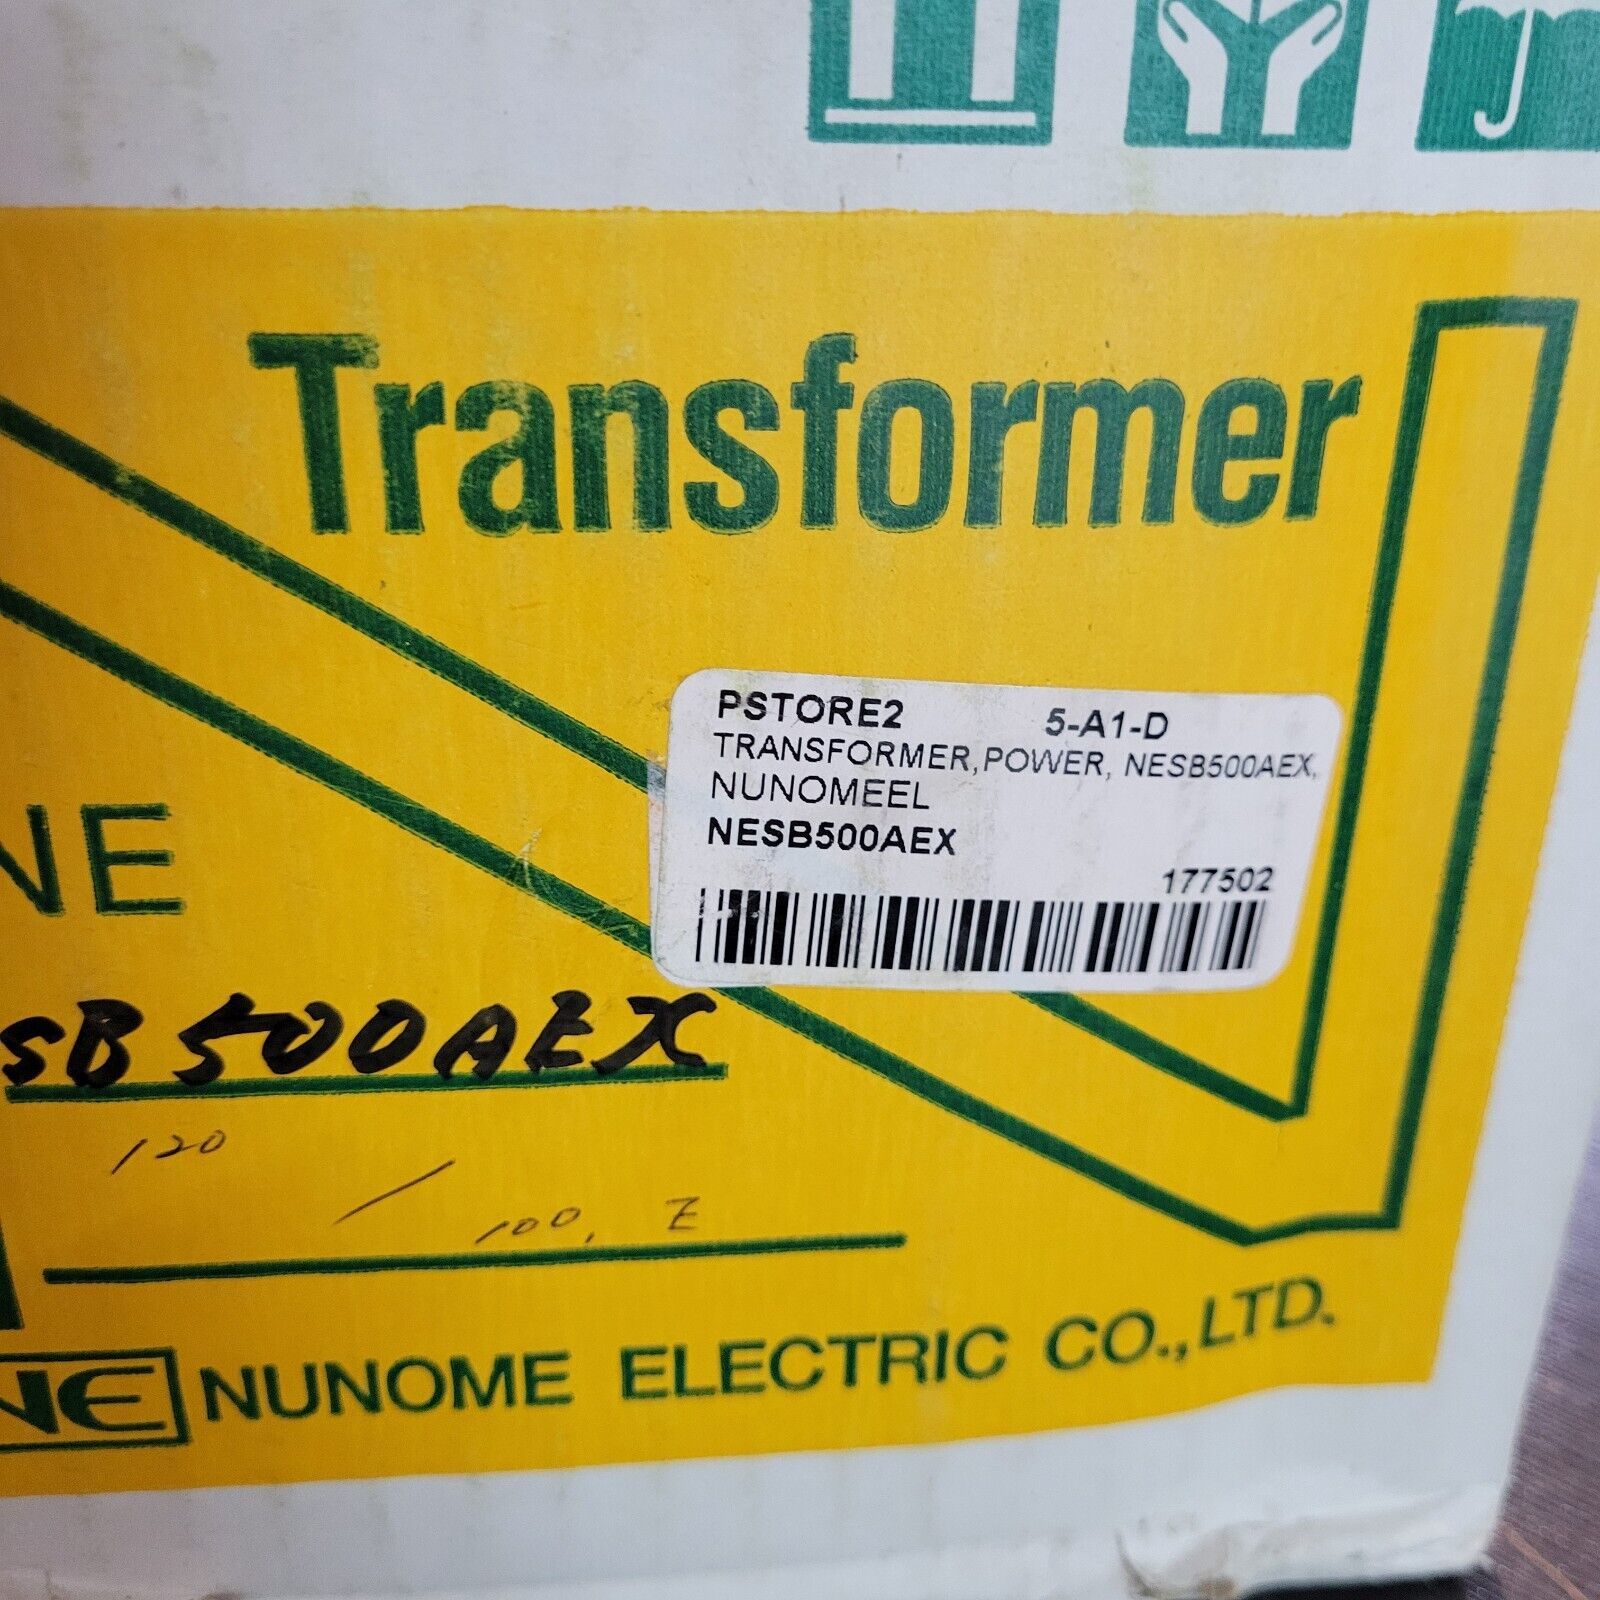 Transformer
PSTORE2 5-A1-D
TRANSFORMER,POWER, NESB500AEX,
NUNOMEEL
NESB500AEX
177502
NE
SB500AEX
120 / 100, E
NE NUNOME ELECTRIC CO.,LTD.